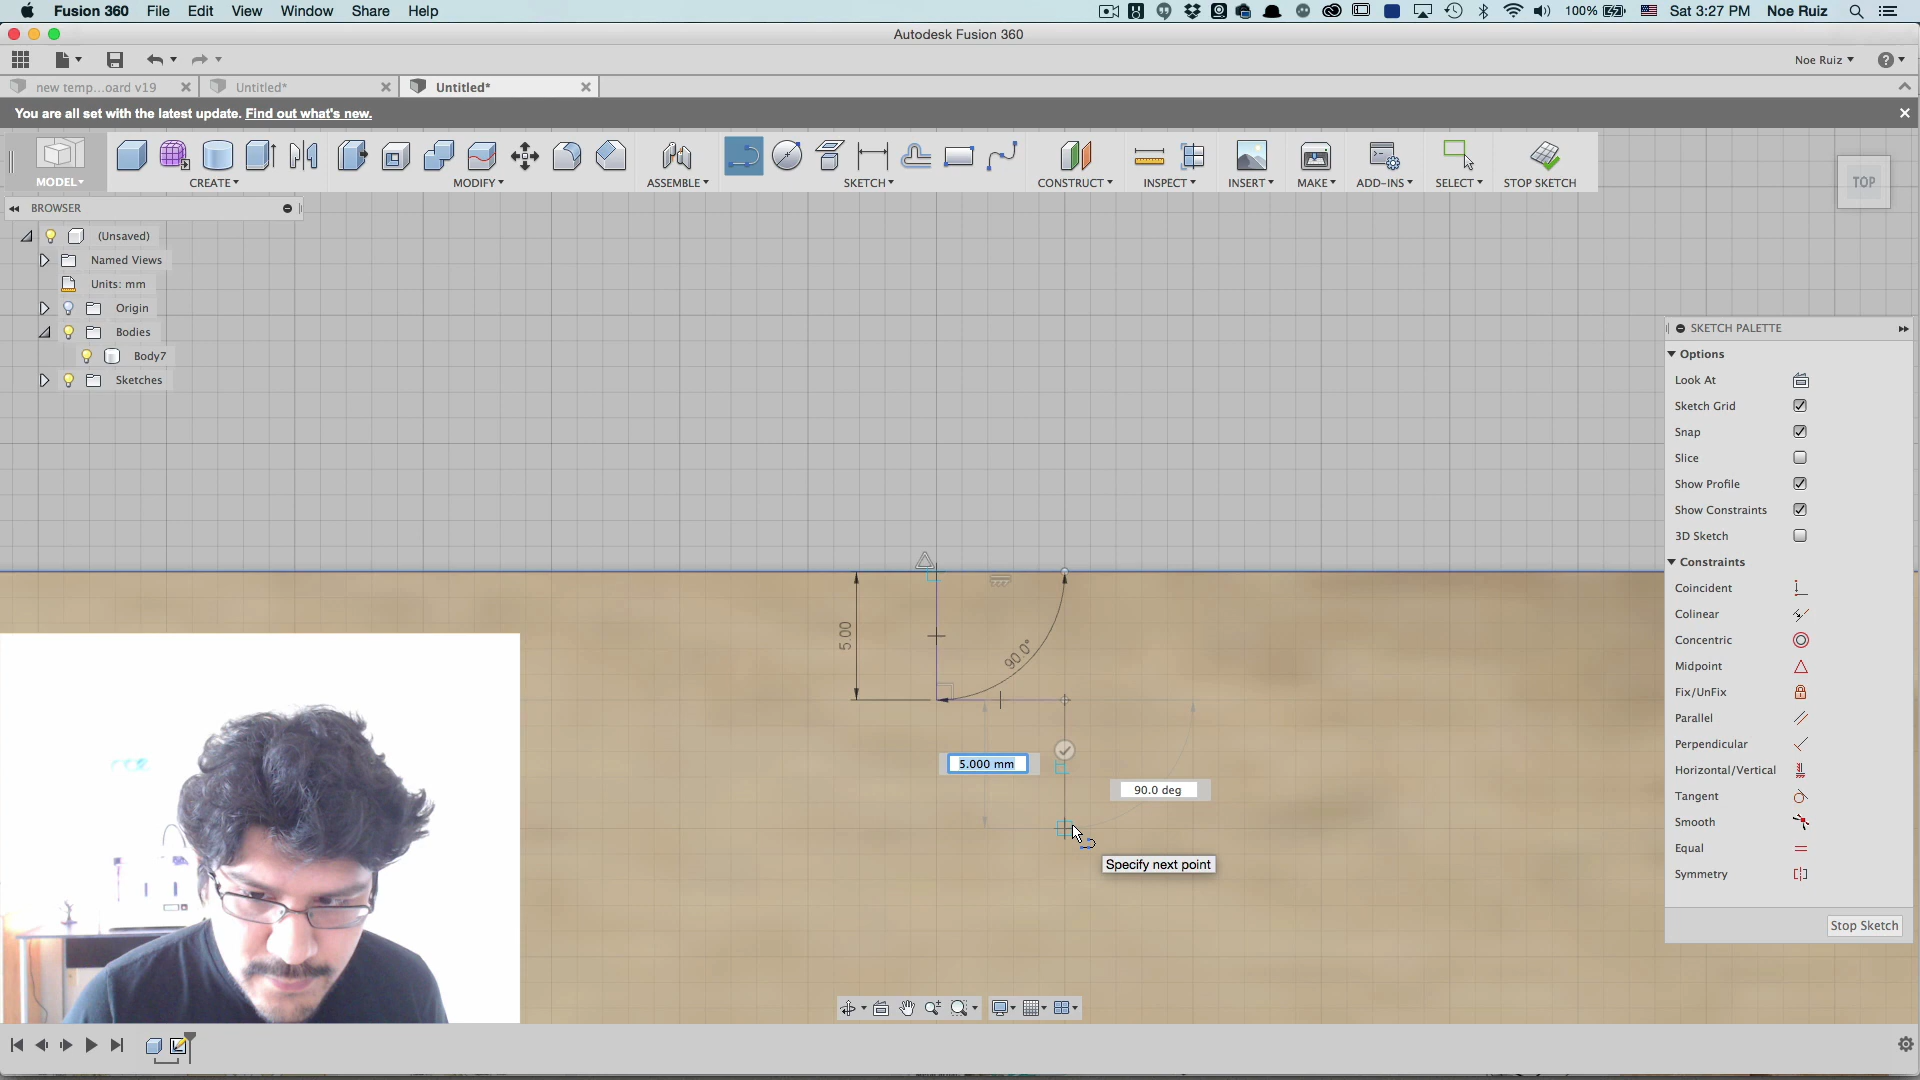 Fusion 360 File Edit View Window Share Help 100% Sat 3:27 PM Noe Ruiz
Autodesk Fusion 360
Noe Ruiz
new temp...oard v19 Untitled* Untitled*
You are all set with the latest update. Find out what's new.
MODEL CREATE MODIFY ASSEMBLE SKETCH CONSTRUCT INSPECT INSERT MAKE ADD-INS SELECT STOP SKETCH
TOP
BROWSER
(Unsaved)
Named Views
Units: mm
Origin
Bodies
Body7
Sketches
SKETCH PALETTE
Options
Look At
Sketch Grid
Snap
Slice
Show Profile
Show Constraints
3D Sketch
Constraints
Coincident
Colinear
Concentric
Midpoint
Fix/UnFix
Parallel
Perpendicular
Horizontal/Vertical
Tangent
Smooth
Equal
Symmetry
Stop Sketch
5.00
90.0°
5.000 mm
90.0 deg
Specify next point